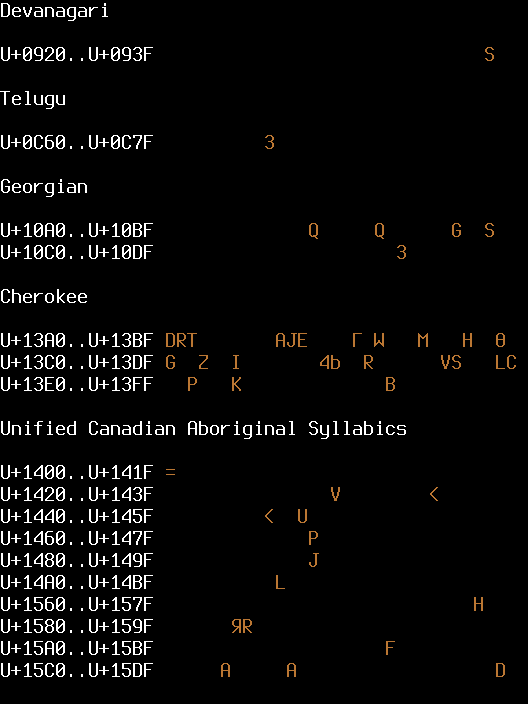 Devanagari
U+0920..U+093F S
Telugu
U+0C60..U+0C7F 3
Georgian
U+10A0..U+10BF Q Q G S
U+10C0..U+10DF 3
Cherokee
U+13A0..U+13BF DRT AJE Γ W M H θ
U+13C0..U+13DF G Z I 4b R VS LC
U+13E0..U+13FF P K B
Unified Canadian Aboriginal Syllabics
U+1400..U+141F =
U+1420..U+143F V <
U+1440..U+145F < U
U+1460..U+147F P
U+1480..U+149F J
U+14A0..U+14BF L
U+1560..U+157F H
U+1580..U+159F ЯR
U+15A0..U+15BF F
U+15C0..U+15DF A A D